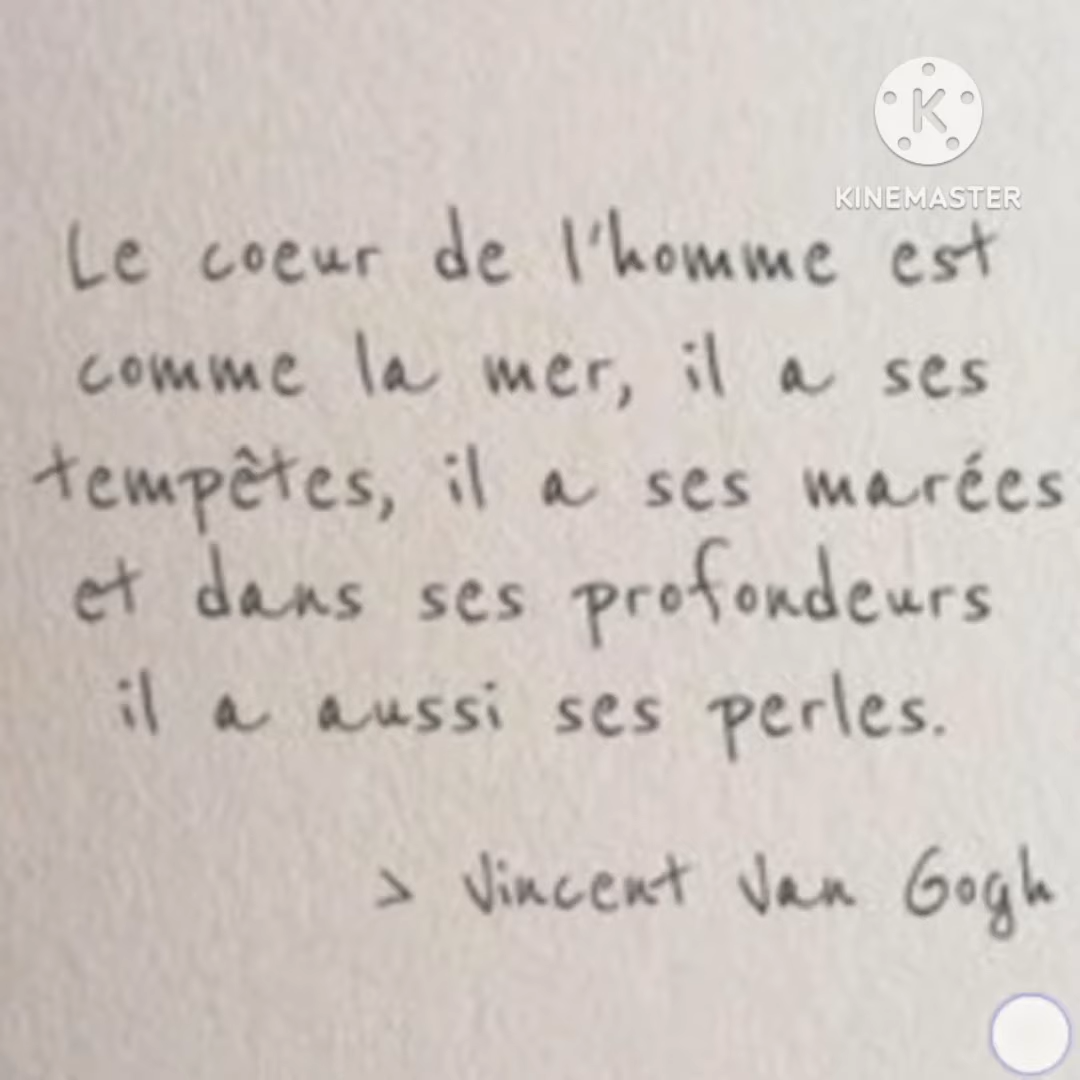 KINEMASTER
Le coeur de l'homme est
comme la mer, il a ses
tempêtes, il a ses marées
et dans ses profondeurs
il a aussi ses perles.
> Vincent Van Gogh